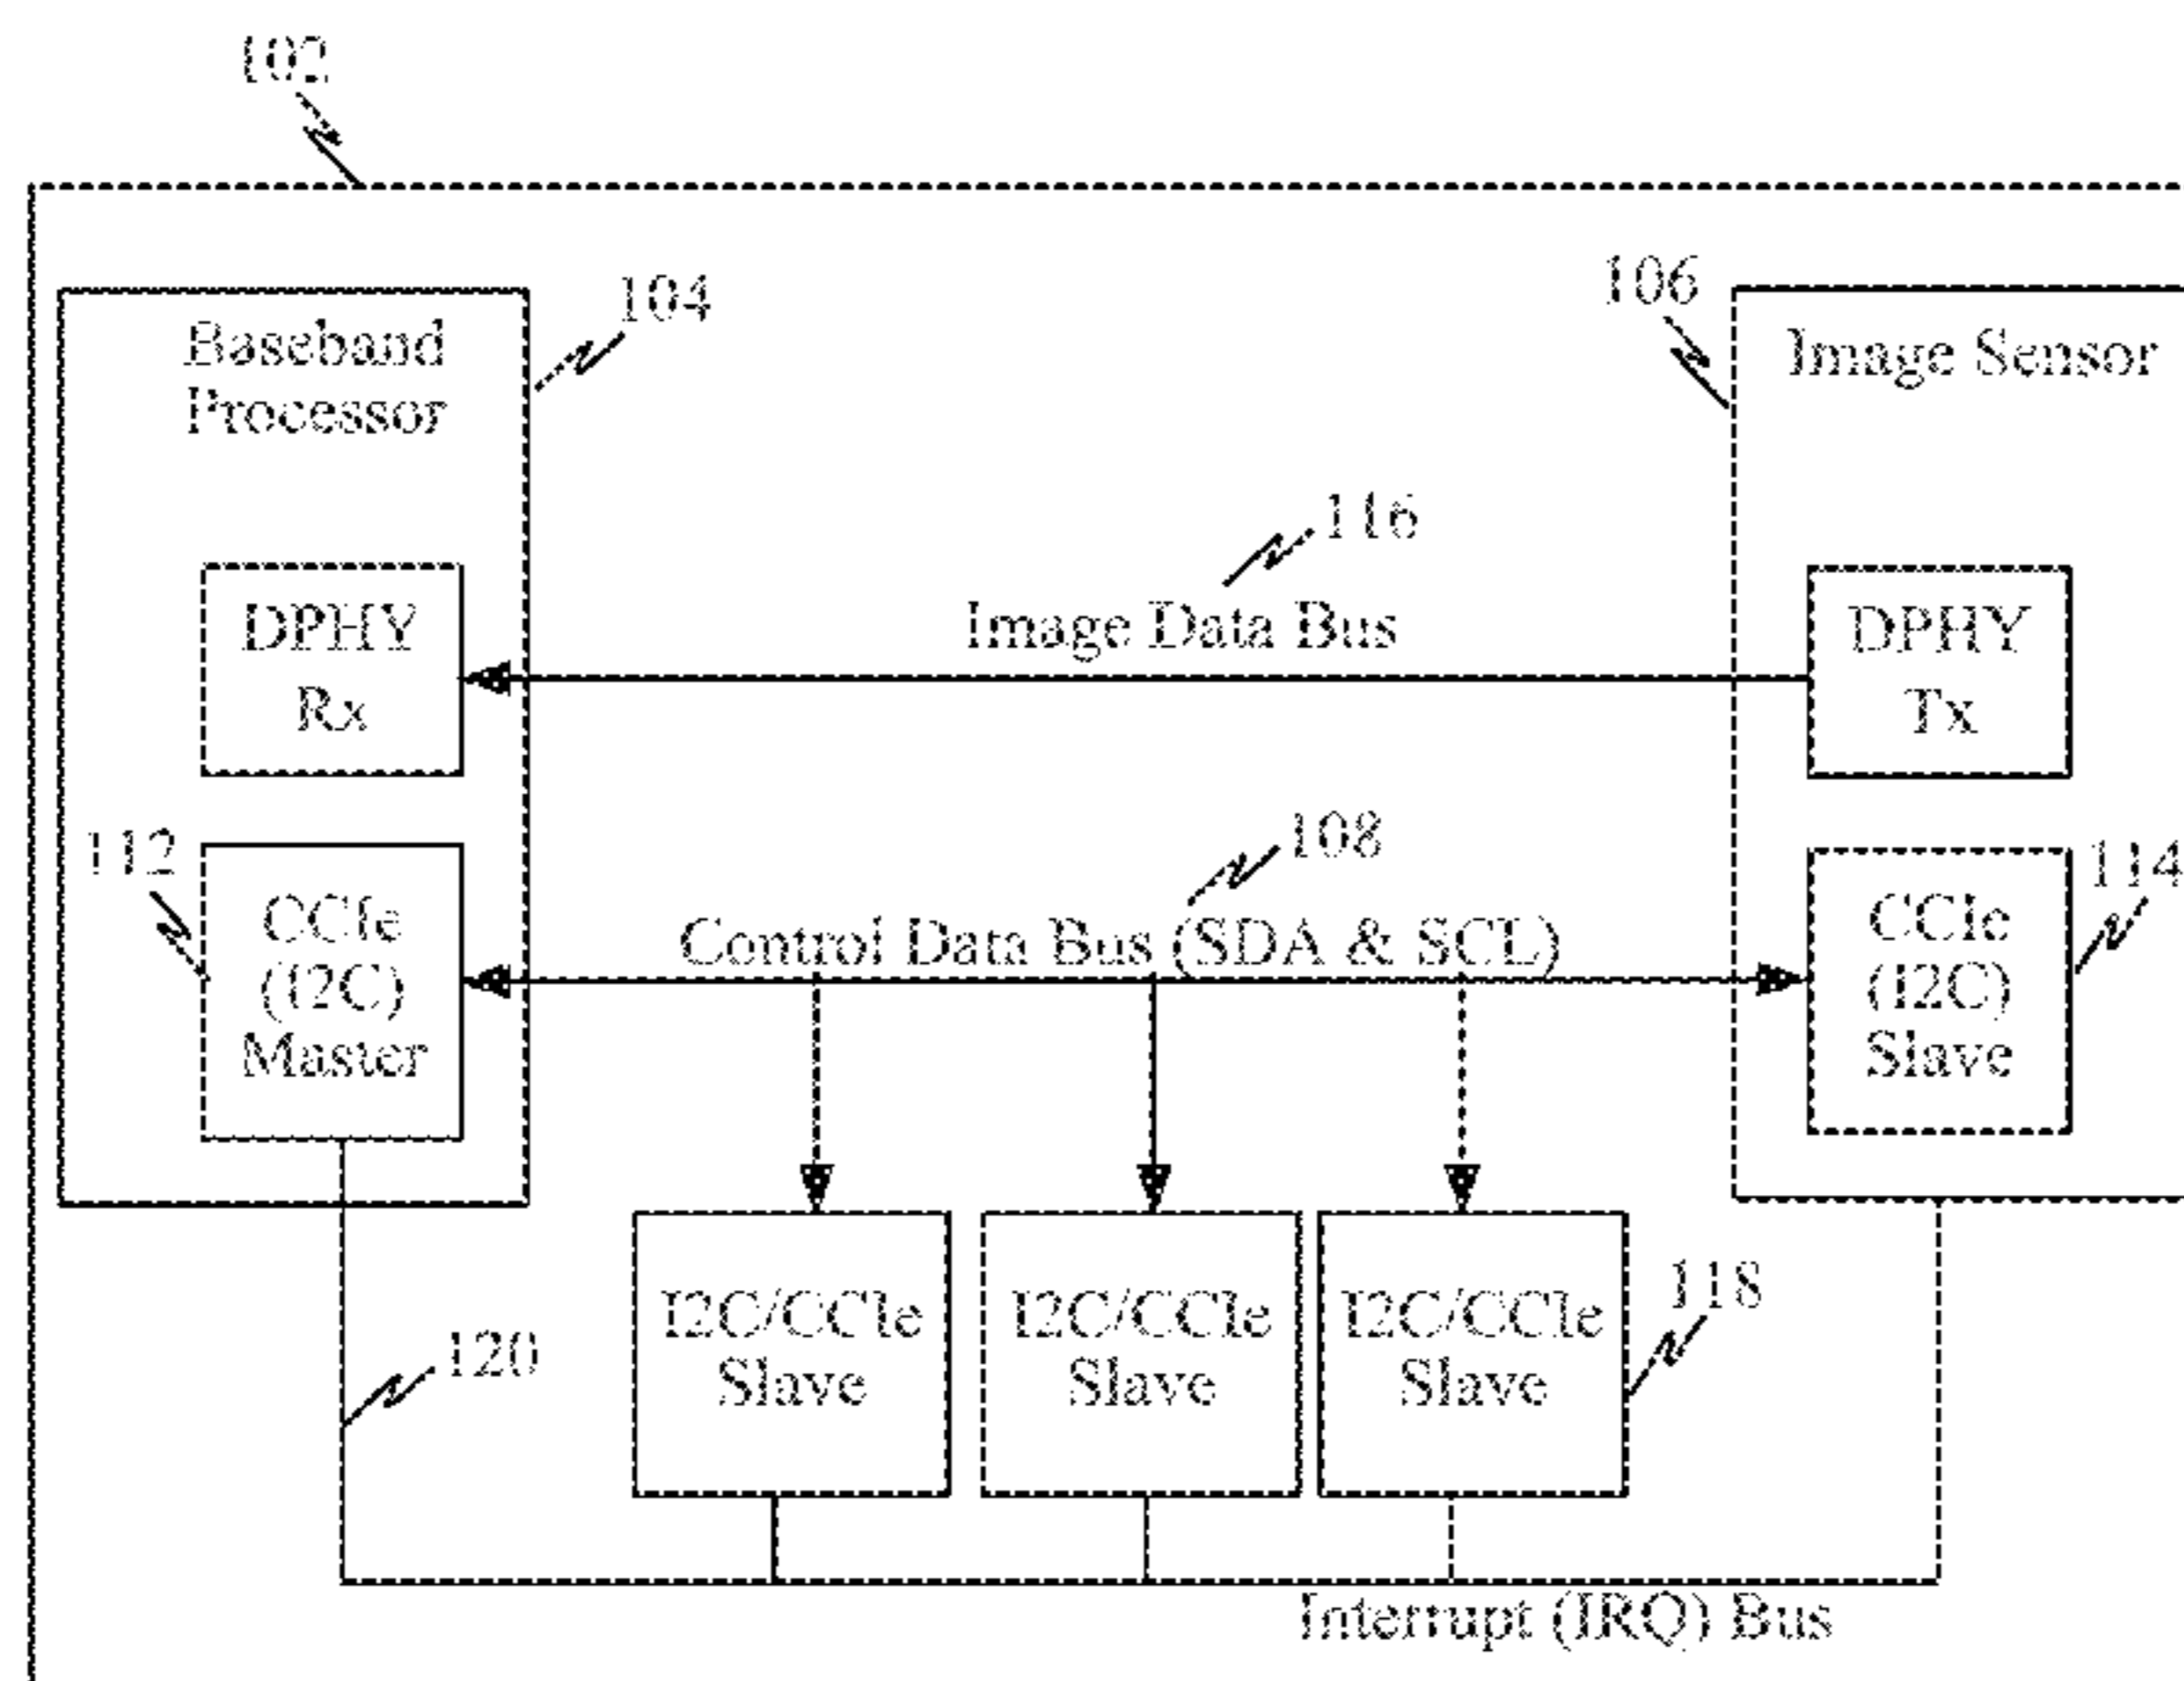 102
104
106
Baseband
Processor
Image Sensor
116
DPHY
Rx
Image Data Bus
DPHY
Tx
112
108
114
CCIe
(I2C)
Master
Control Data Bus (SDA & SCL)
CCIe
(I2C)
Slave
118
120
I2C/CCIe
Slave
I2C/CCIe
Slave
I2C/CCIe
Slave
Interrupt (IRQ) Bus